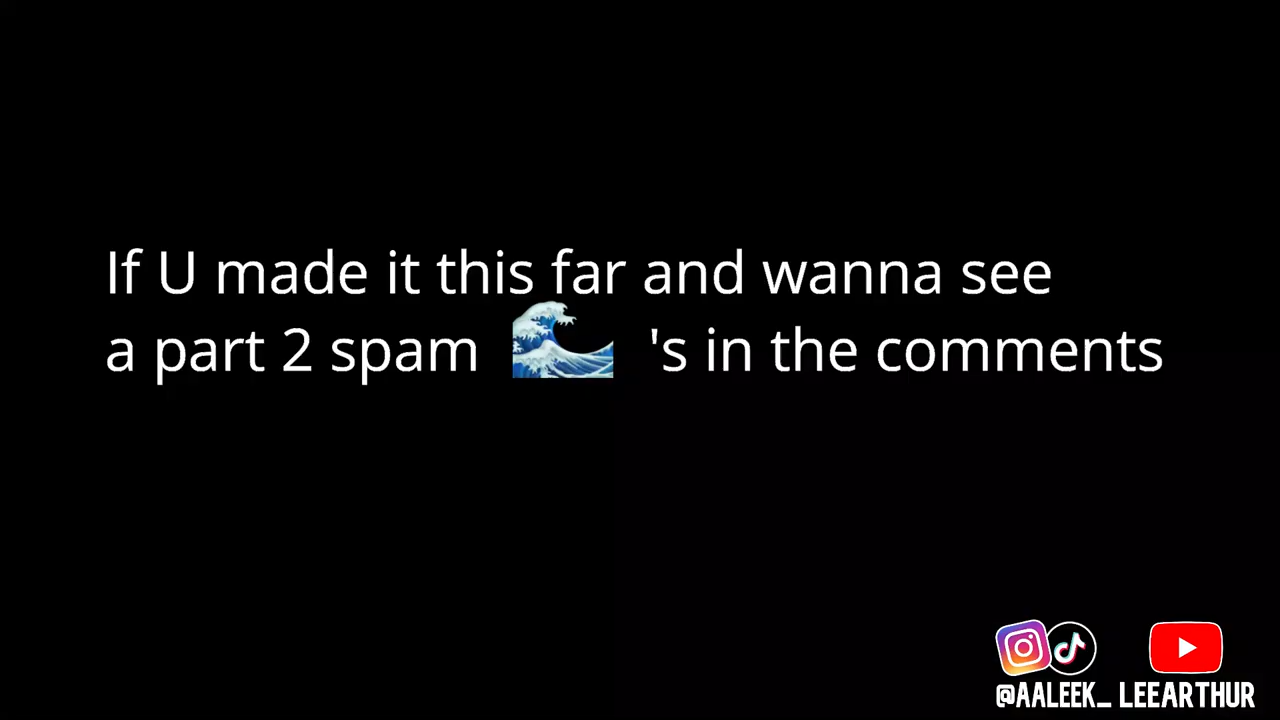 If U made it this far and wanna see
a part 2 spam 🌊 's in the comments
@AALEEK_ LEEARTHUR